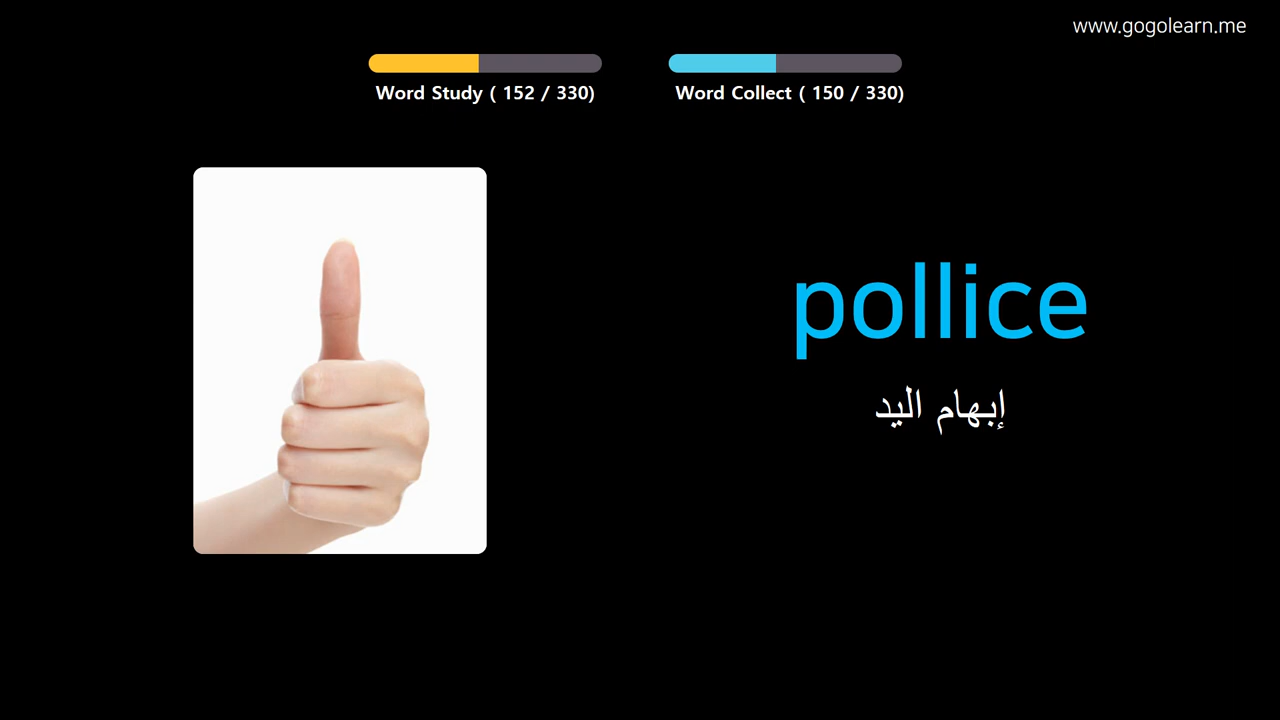 www.gogolearn.me
Word Study ( 152 / 330)
Word Collect ( 150 / 330)
pollice
إبهام اليد